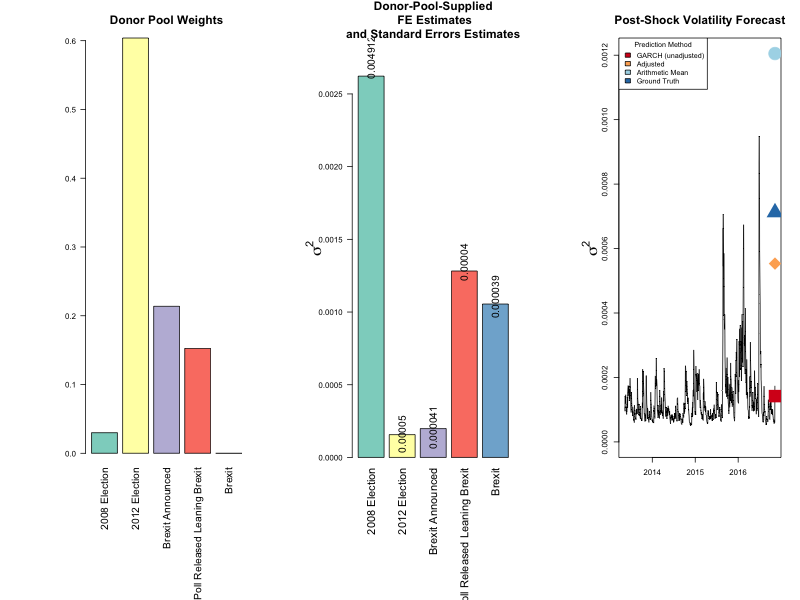 Donor Pool Weights
0.6
0.5
0.4
0.3
0.2
0.1
0.0
2008 Election
2012 Election
Brexit Announced
Poll Released Leaning Brexit
Brexit
Donor-Pool-Supplied
FE Estimates
and Standard Errors Estimates
σ2
0.0025
0.0020
0.0015
0.0010
0.0005
0.0000
0.004912
0.00005
0.000041
0.00004
0.000039
2008 Election
2012 Election
Brexit Announced
oll Released Leaning Brexit
Brexit
Post-Shock Volatility Forecast
σ2
0.0012
0.0010
0.0008
0.0006
0.0004
0.0002
0.0000
Prediction Method
GARCH (unadjusted)
Adjusted
Arithmetic Mean
Ground Truth
2014
2015
2016